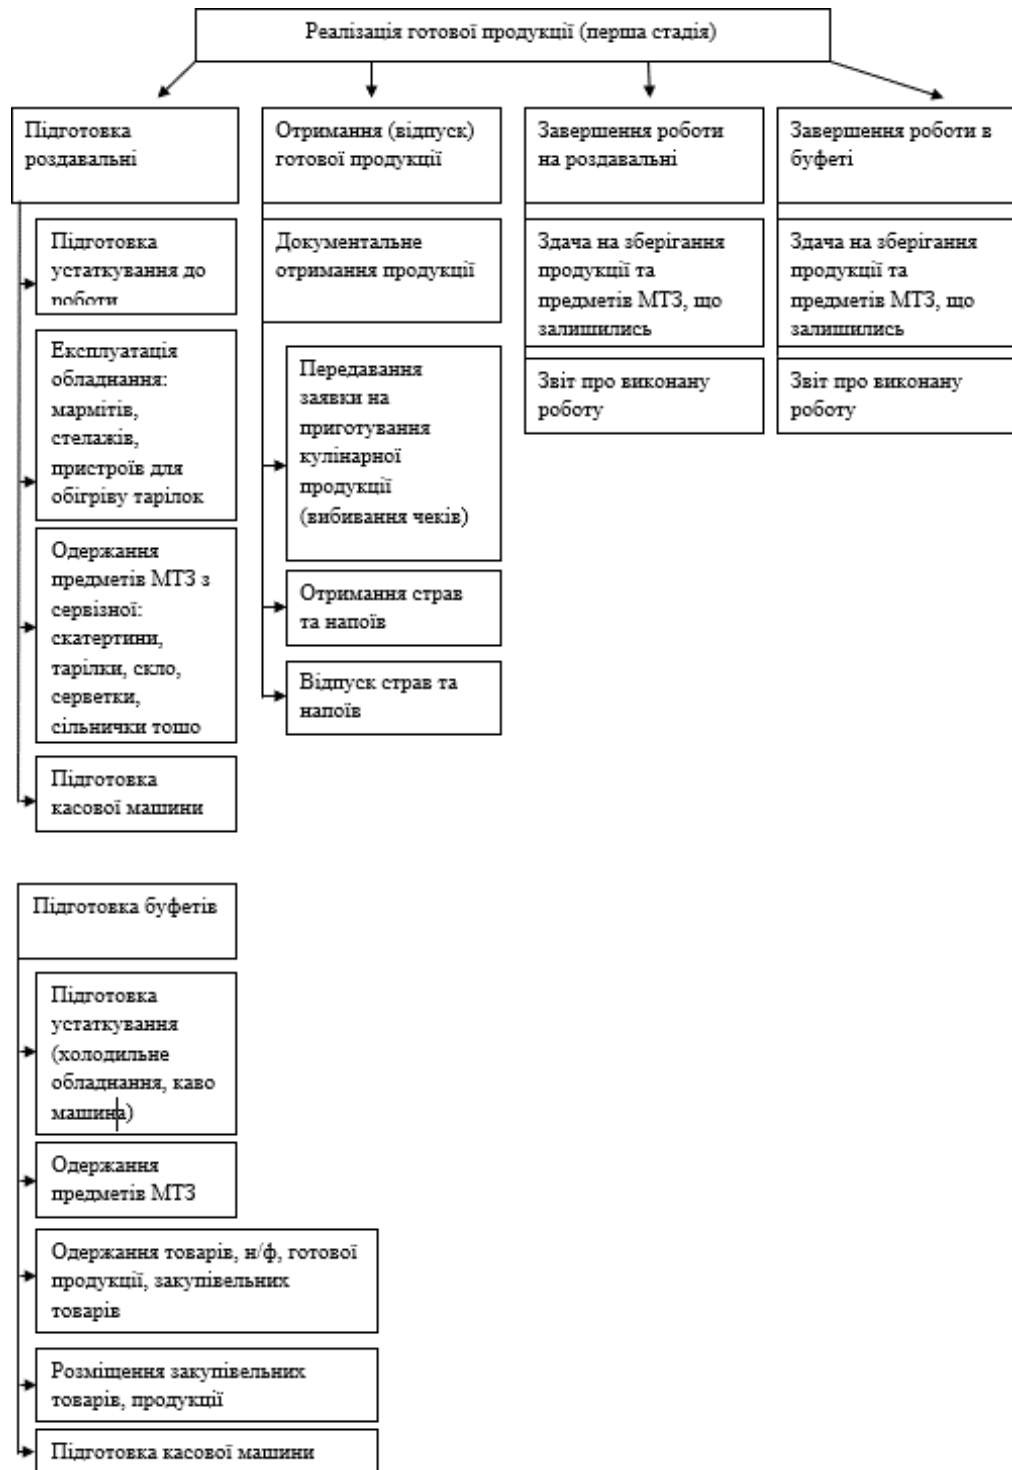 Реалізація готової продукції (перша стадія)
Підготовка
роздавальні
Підготовка
устаткування до
роботи
Експлуатація
обладнання:
мармітів,
стелажів,
пристроїв для
обігріву тарілок
Одержання
предметів МТЗ з
сервізної:
скатертини,
тарілки, скло,
серветки,
сільнички тощо
Підготовка
касової машини
Отримання (відпуск)
готової продукції
Документальне
отримання продукції
Передавання
заявки на
приготування
кулінарної
продукції
(вибивання чеків)
Отримання страв
та напоїв
Відпуск страв та
напоїв
Завершення роботи
на роздавальні
Здача на зберігання
продукції та
предметів МТЗ, що
залишились
Звіт про виконану
роботу
Завершення роботи в
буфеті
Здача на зберігання
продукції та
предметів МТЗ, що
залишились
Звіт про виконану
роботу
Підготовка буфетів
Підготовка
устаткування
(холодильне
обладнання, каво
машина)
Одержання
предметів МТЗ
Одержання товарів, н/ф, готової
продукції, закупівельних
товарів
Розміщення закупівельних
товарів, продукції
Підготовка касової машини